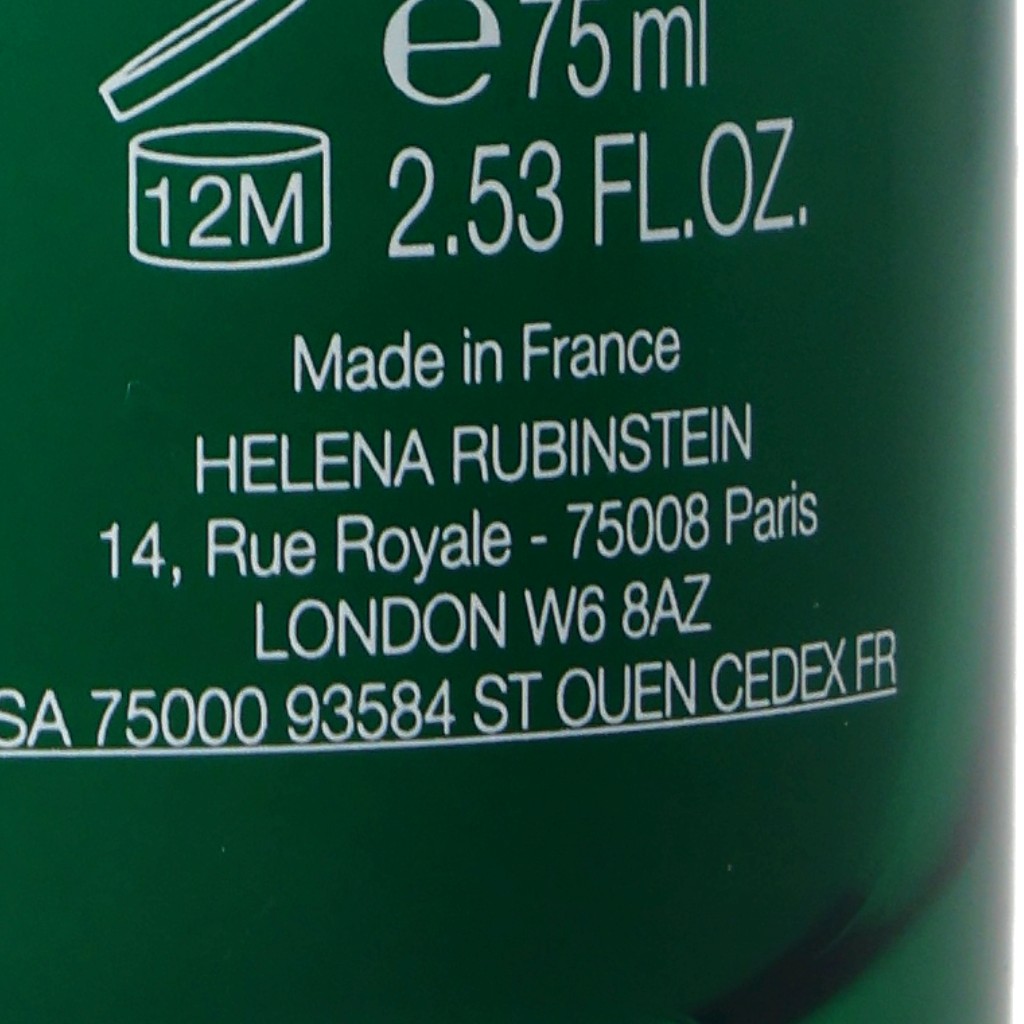 e 75 ml
12M 2.53 FL.OZ.
Made in France
HELENA RUBINSTEIN
14, Rue Royale - 75008 Paris
LONDON W6 8AZ
SA 75000 93584 ST OUEN CEDEX FR